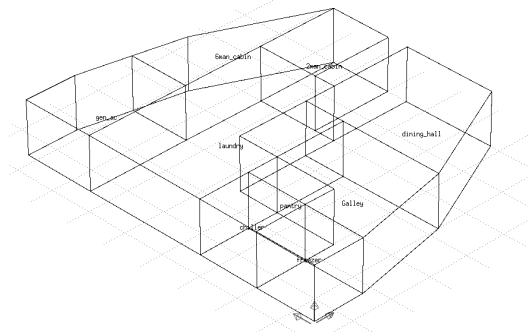 6man_cabin
2man_cabin
gen_ac
dining_hall
laundry
pantry
Galley
chiller
freezer